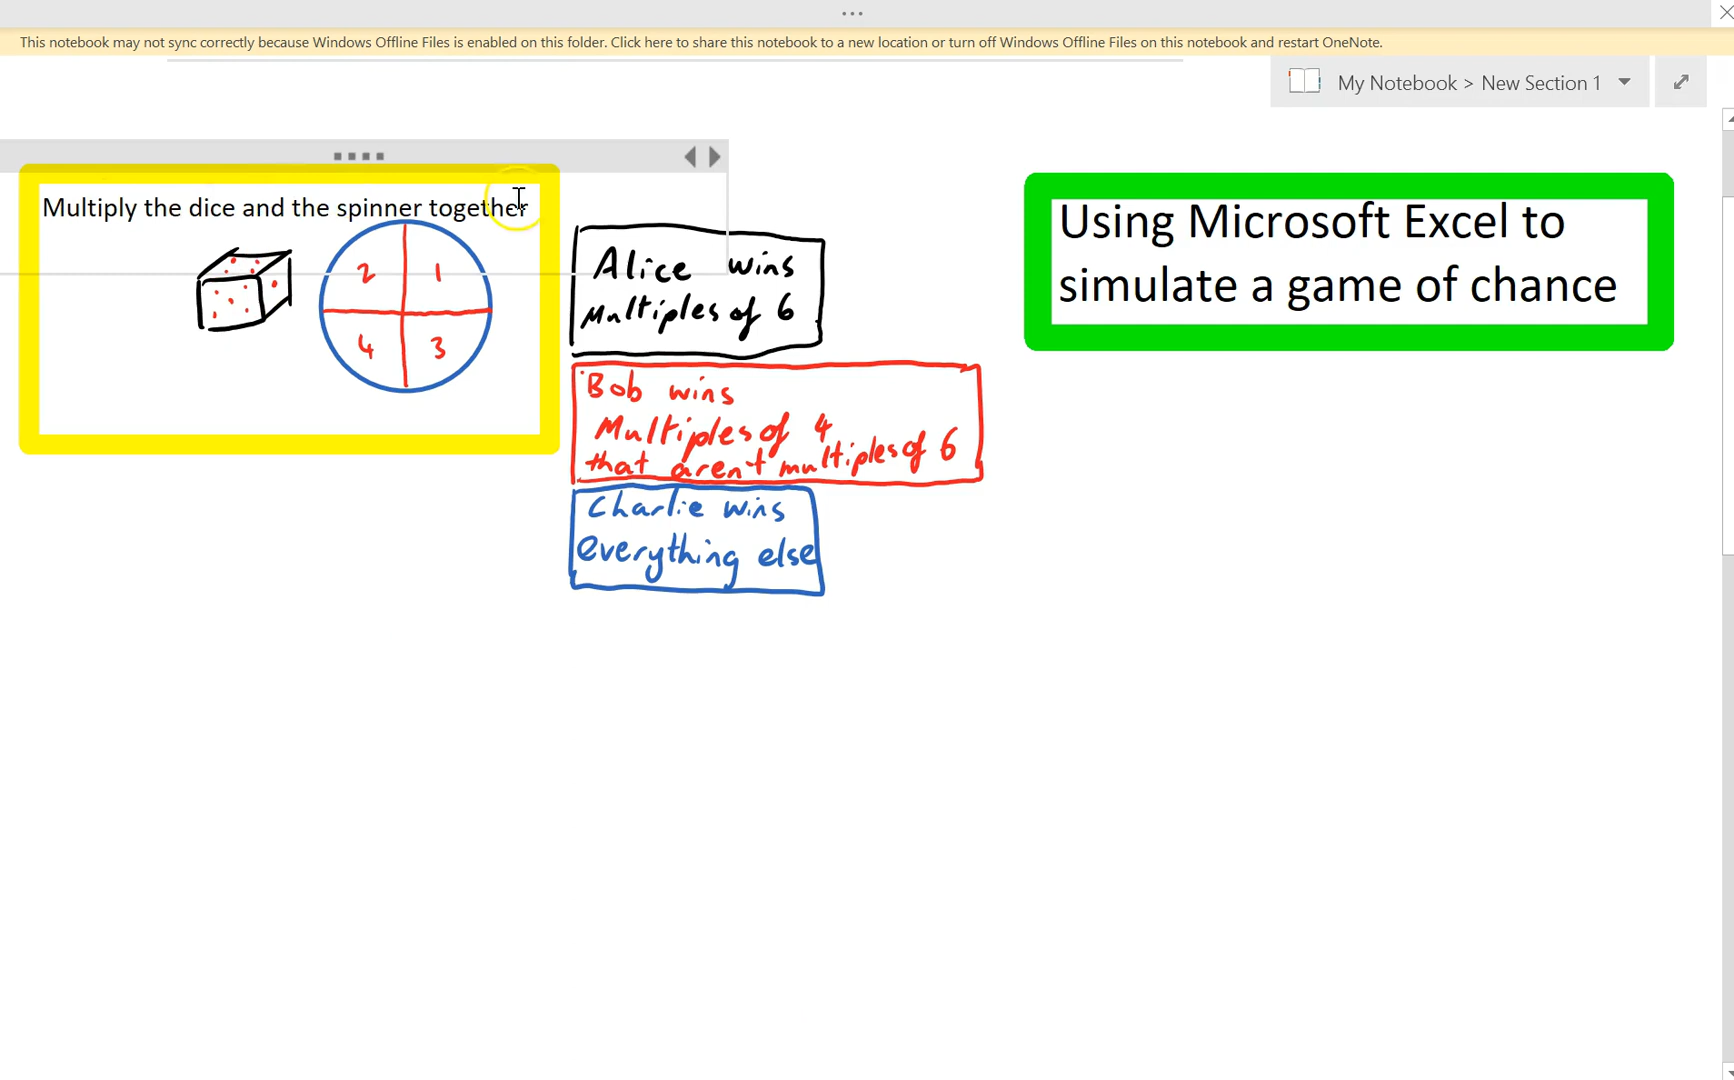 This notebook may not sync correctly because Windows Offline Files is enabled on this folder. Click here to share this notebook to a new location or turn off Windows Offline Files on this notebook and restart OneNote.
My Notebook > New Section 1
Multiply the dice and the spinner together
2 1
4 3
Alice wins
Multiples of 6
Bob wins
Multiples of 4
that aren't multiples of 6
Charlie wins
everything else
Using Microsoft Excel to
simulate a game of chance